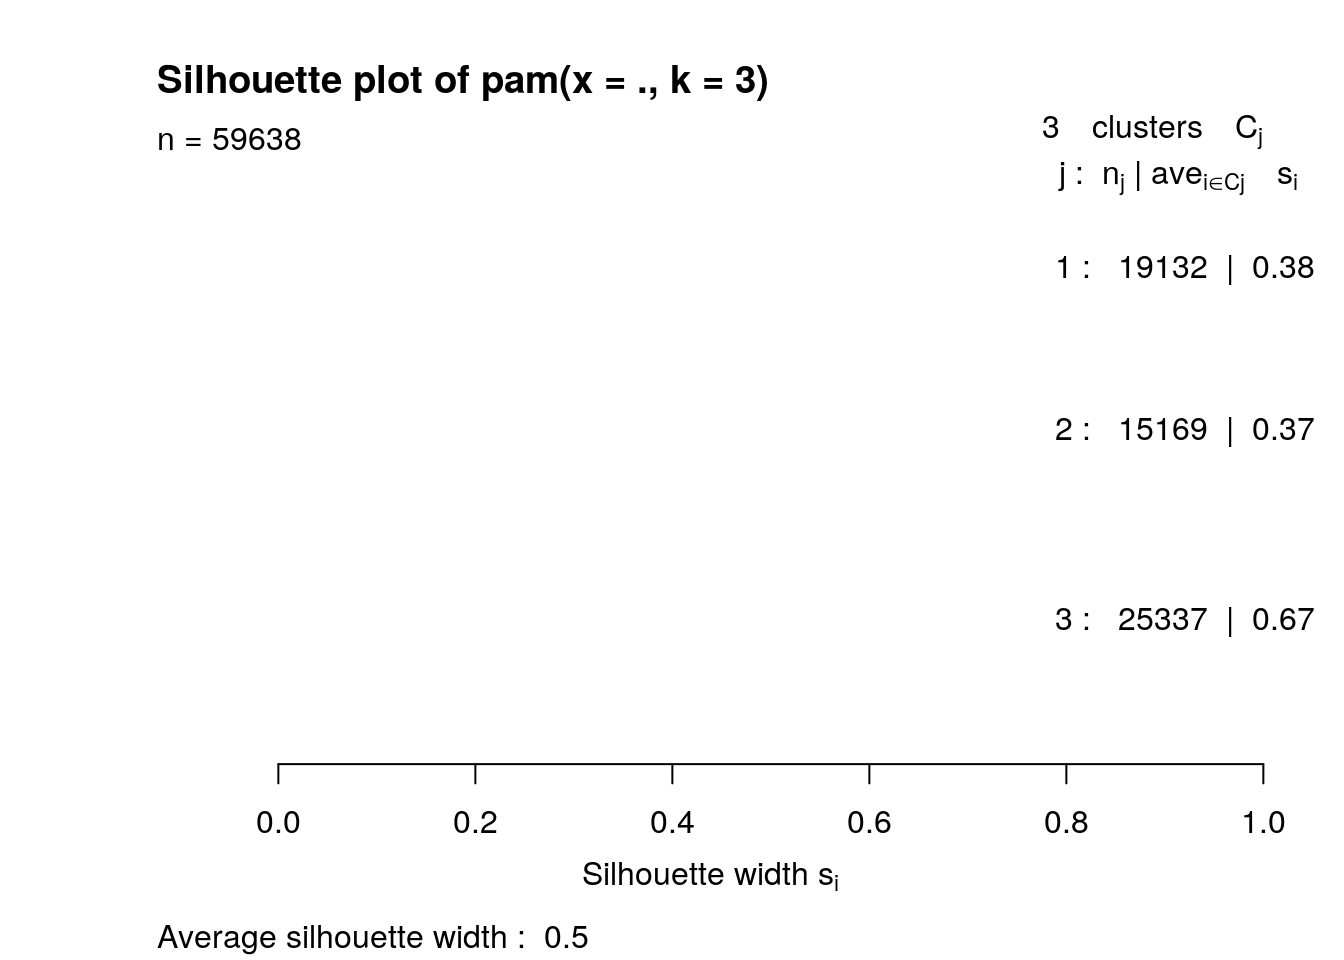 Silhouette plot of pam(x = ., k = 3)
n = 59638
3 clusters Cj
j : nj | avei∈Cj si
1 : 19132 | 0.38
2 : 15169 | 0.37
3 : 25337 | 0.67
0.0 0.2 0.4 0.6 0.8 1.0
Silhouette width si
Average silhouette width : 0.5